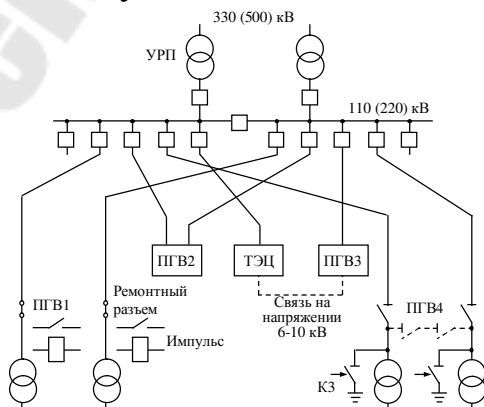 330 (500) кВ
УРП
110 (220) кВ
ПГВ2
ТЭЦ
ПГВ3
ПГВ1
Ремонтный
разъем
Связь на
напряжении
6-10 кВ
ПГВ4
Импульс
КЗ